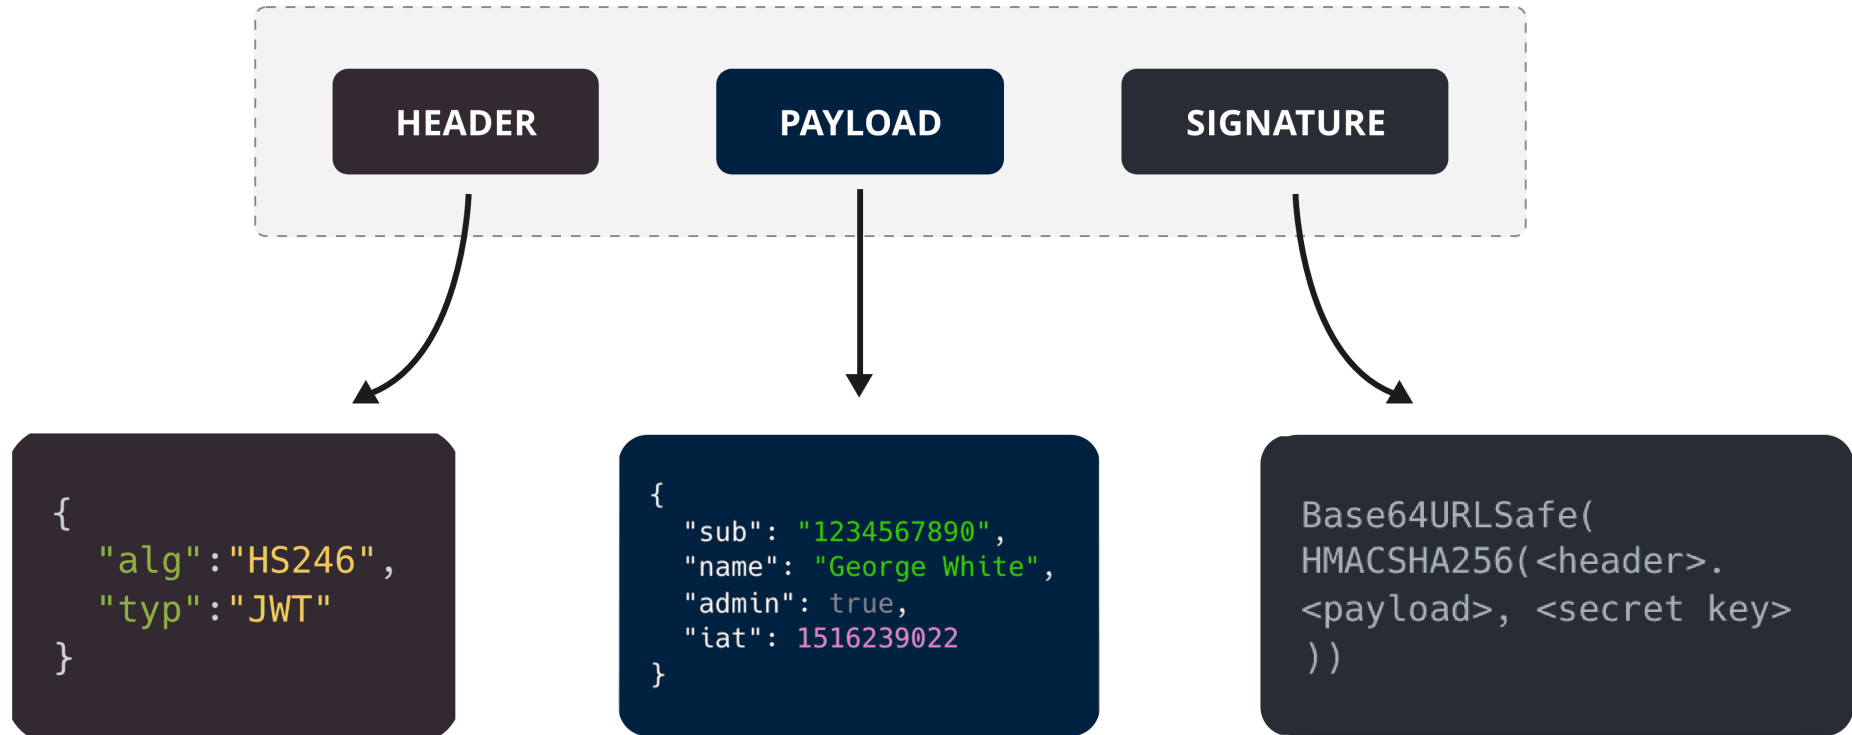 HEADER
PAYLOAD
SIGNATURE
{
"alg":"HS246",
"typ":"JWT"
}
{
"sub": "1234567890",
"name": "George White",
"admin": true,
"iat": 1516239022
}
Base64URLSafe(
HMACSHA256(<header>.
<payload>, <secret key>
))